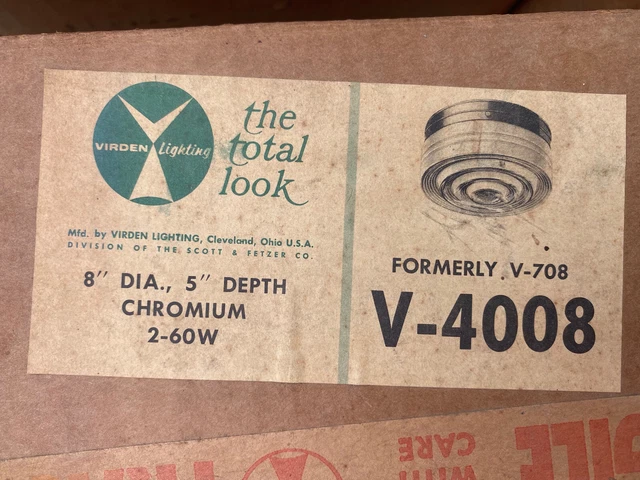 VIRDEN Lighting
the
total
look
Mfd. by VIRDEN LIGHTING, Cleveland, Ohio U.S.A.
DIVISION OF THE SCOTT & FETZER CO.
8" DIA., 5" DEPTH
CHROMIUM
2-60W
FORMERLY V-708
V-4008
WITH
CARE